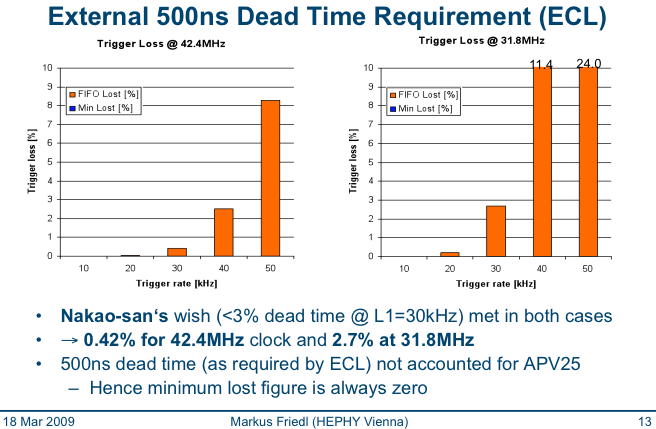 External 500ns Dead Time Requirement (ECL)
Trigger Loss @ 42.4MHz
10
9
8
7
6
5
4
3
2
1
0
Trigger loss [%]
FIFO Lost [%]
Min Lost [%]
10 20 30 40 50
Trigger rate [kHz]
Trigger Loss @ 31.8MHz
11.4 24.0
10
9
8
7
6
5
4
3
2
1
0
Trigger loss [%]
FIFO Lost [%]
Min Lost [%]
10 20 30 40 50
Trigger rate [kHz]
• Nakao-san‘s wish (<3% dead time @ L1=30kHz) met in both cases
• → 0.42% for 42.4MHz clock and 2.7% at 31.8MHz
• 500ns dead time (as required by ECL) not accounted for APV25
– Hence minimum lost figure is always zero
18 Mar 2009 Markus Friedl (HEPHY Vienna) 13